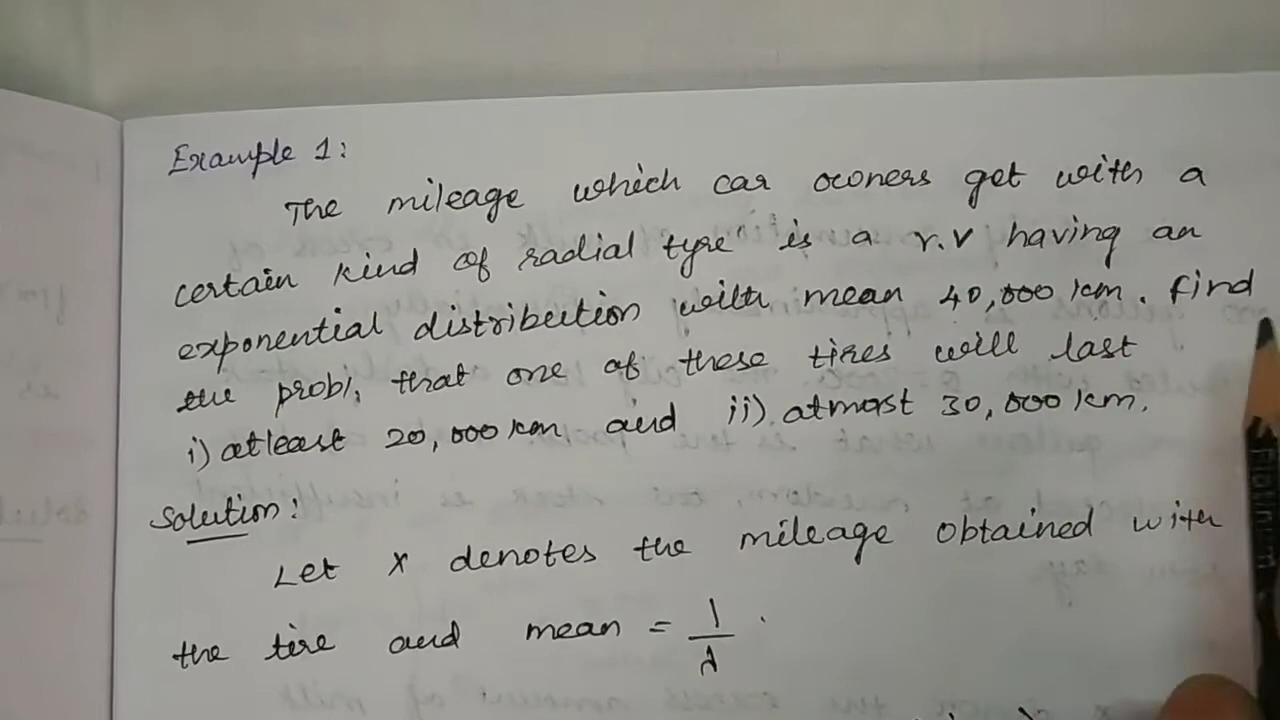 Example 1:
The mileage which car owners get with a
certain kind of radial tyre is a r.v having an
exponential distribution with mean 40,000 km. find
the probl. that one of these tires will last
i) atleast 20,000 km and ii) atmost 30,000 km.
Solution:
Let x denotes the mileage obtained with
the tire and mean = 1/λ.
Platinum